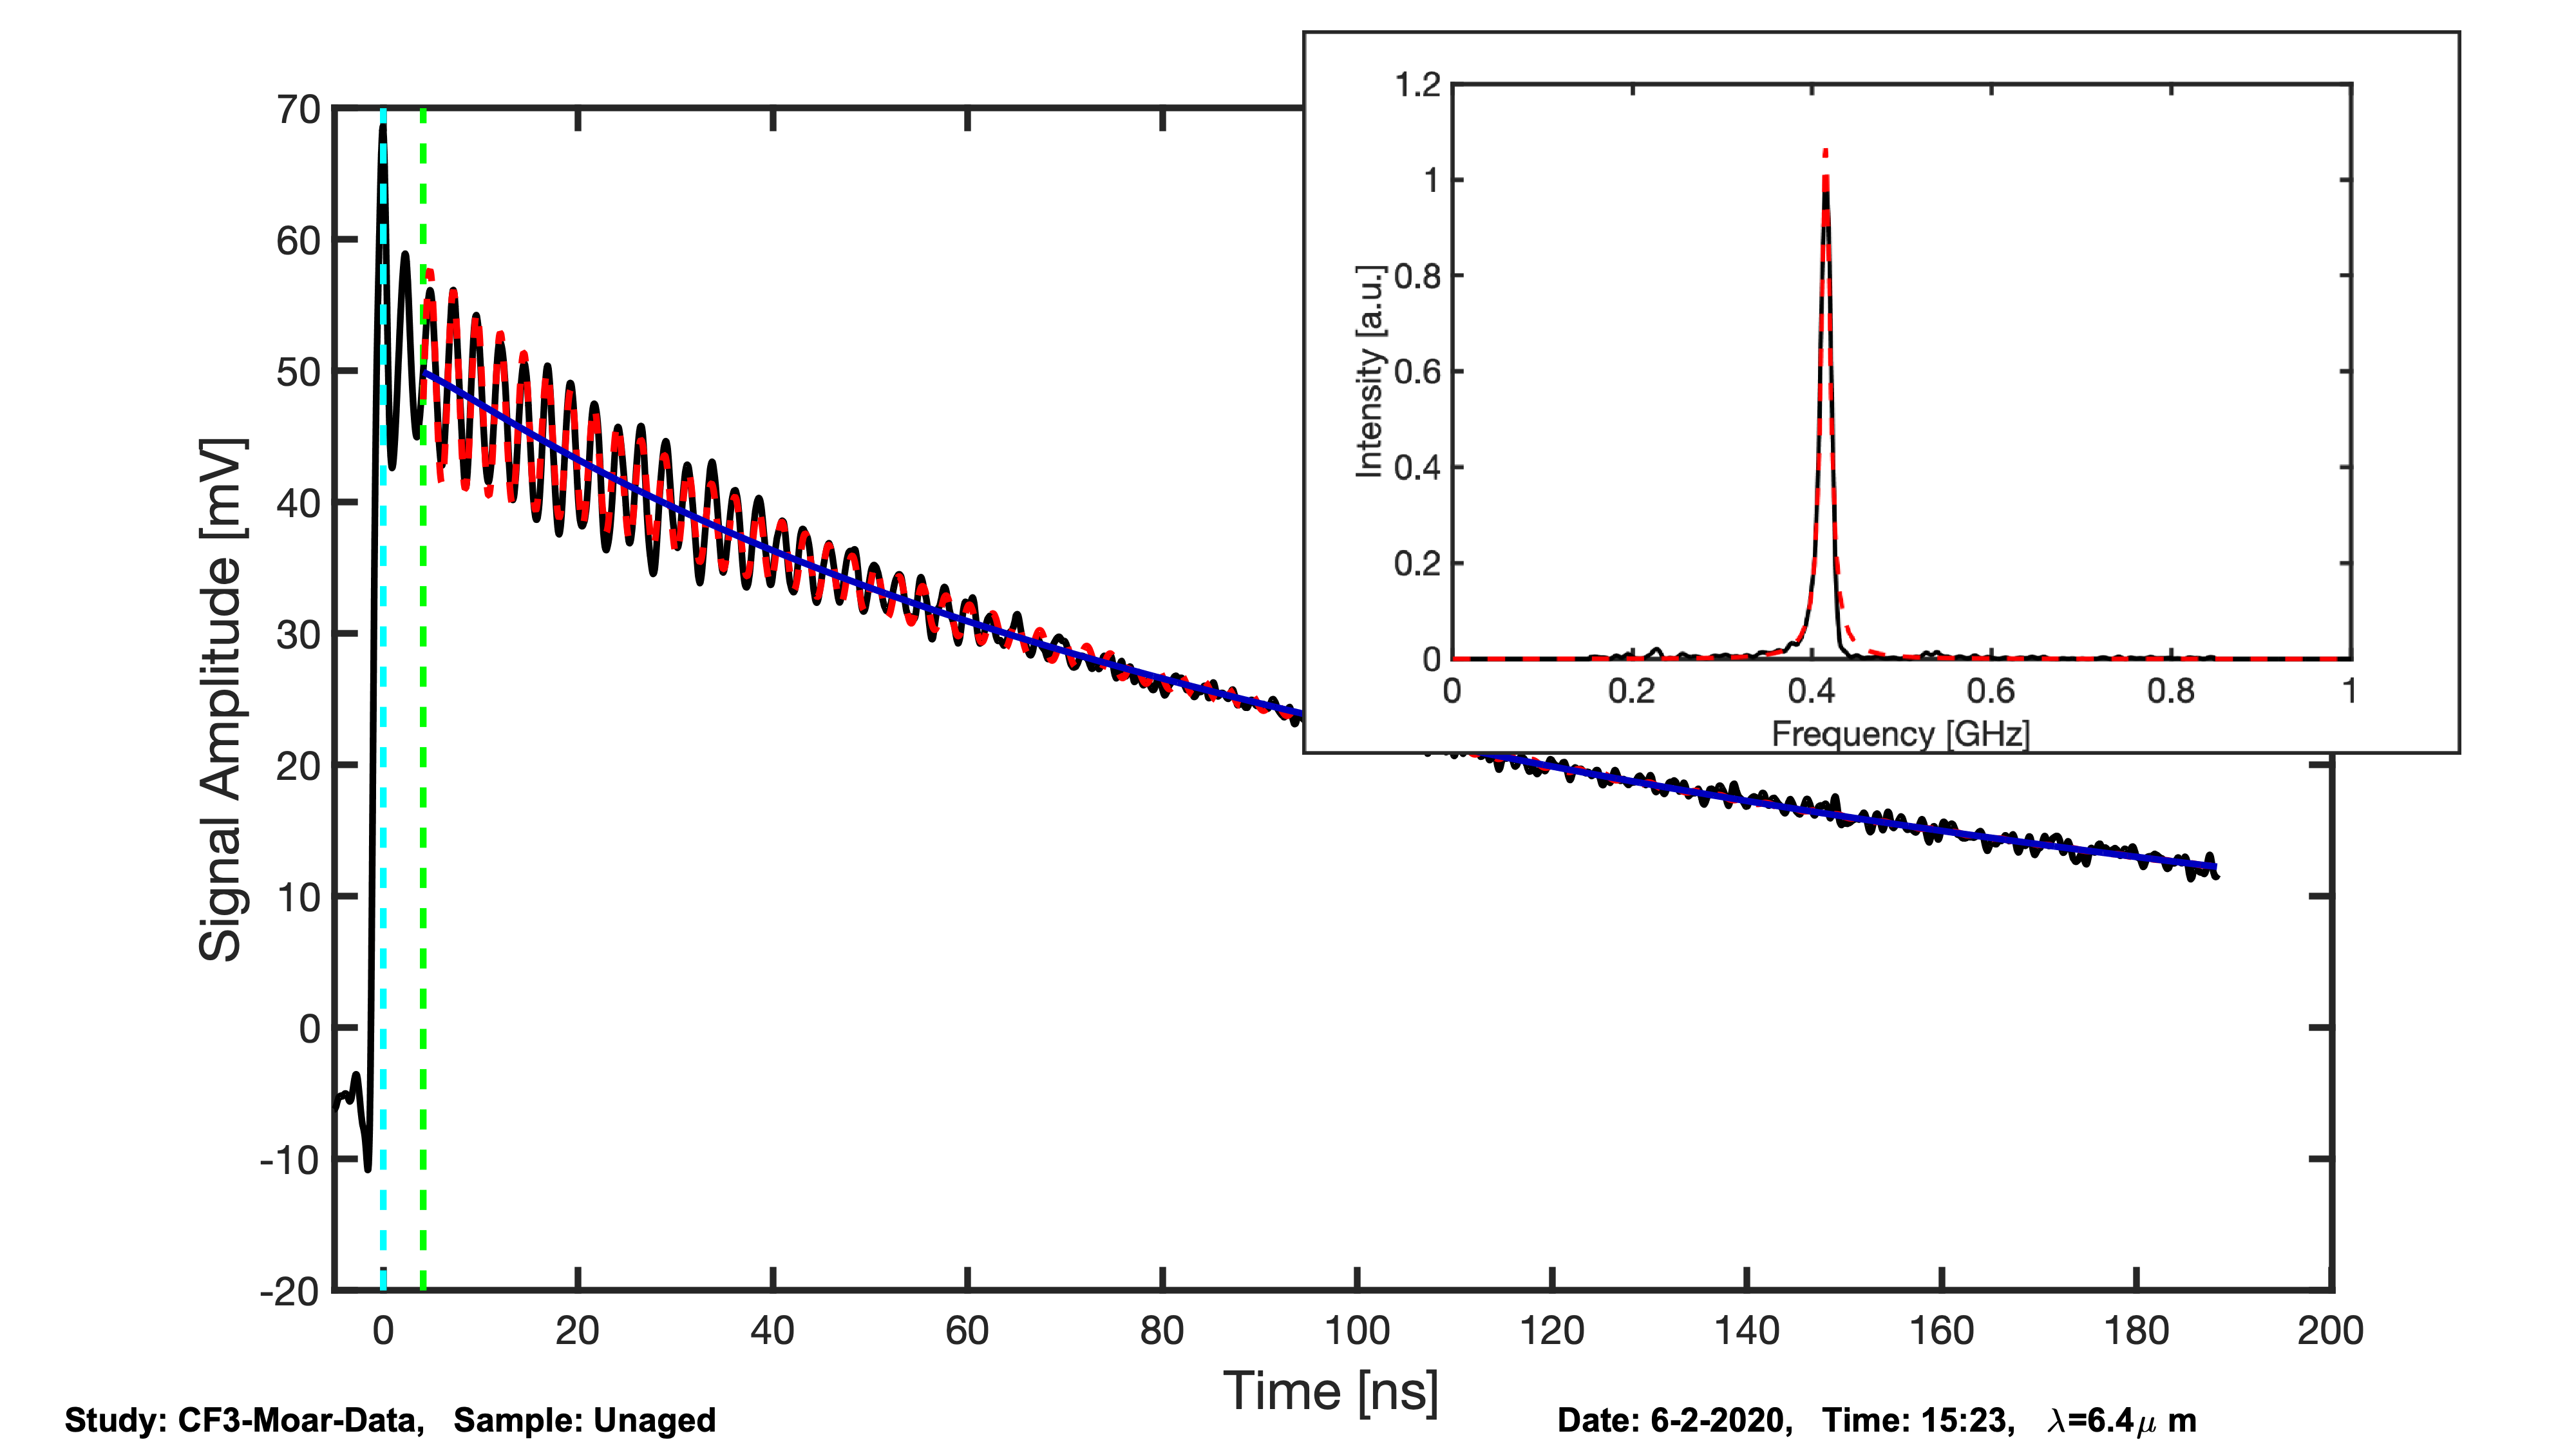 1.2
1
0.8
0.6
0.4
0.2
0
Intensity [a.u.]
0 0.2 0.4 0.6 0.8 1
Frequency [GHz]
70
60
50
40
30
20
10
0
-10
-20
Signal Amplitude [mV]
0 20 40 60 80 100 120 140 160 180 200
Time [ns]
Study: CF3-Moar-Data, Sample: Unaged
Date: 6-2-2020, Time: 15:23, λ=6.4μ m